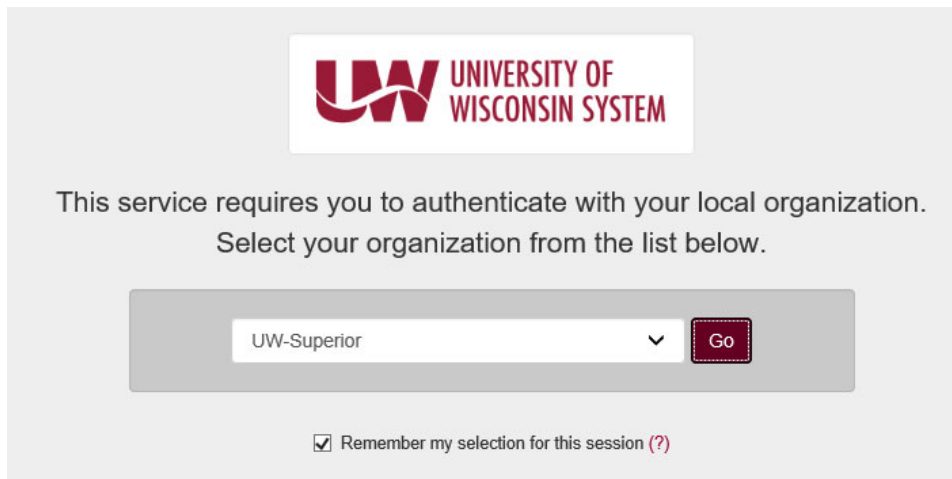 UW UNIVERSITY OF
WISCONSIN SYSTEM
This service requires you to authenticate with your local organization.
Select your organization from the list below.
UW-Superior Go
Remember my selection for this session (?)